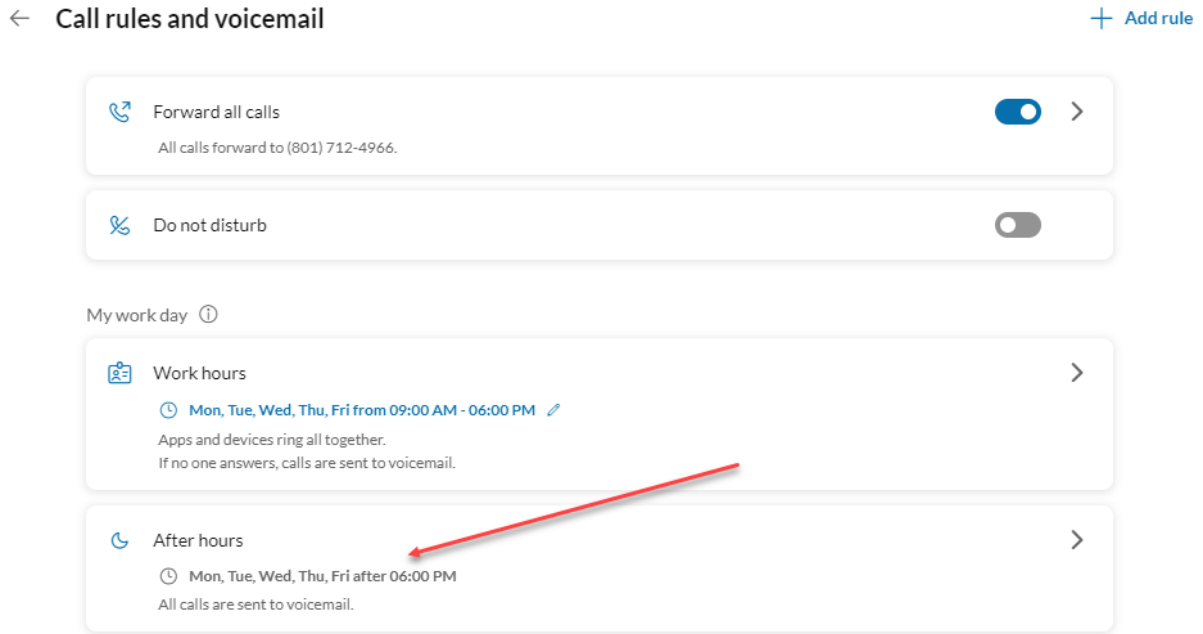 Call rules and voicemail
Add rule
Forward all calls
All calls forward to (801) 712-4966.
Do not disturb
My work day
Work hours
Mon, Tue, Wed, Thu, Fri from 09:00 AM - 06:00 PM
Apps and devices ring all together.
If no one answers, calls are sent to voicemail.
After hours
Mon, Tue, Wed, Thu, Fri after 06:00 PM
All calls are sent to voicemail.